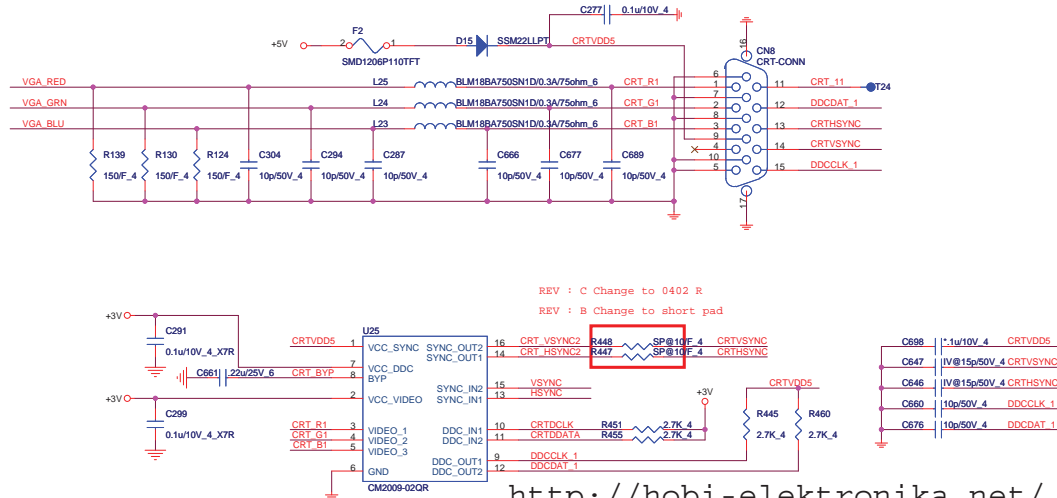 C277 0.1u/10V_4
+5V 2 F2 1 D15 SSM22LLPT CRTVDD5
SMD1206P110TFT
16
CN8
CRT-CONN
VGA_RED L25 BLM18BA750SN1D/0.3A/75ohm_6 CRT_R1
VGA_GRN L24 BLM18BA750SN1D/0.3A/75ohm_6 CRT_G1
VGA_BLU L23 BLM18BA750SN1D/0.3A/75ohm_6 CRT_B1
6
1 11 CRT_11 T24
7
2 12 DDCDAT_1
8
3 13 CRTHSYNC
9
4 14 CRTVSYNC
10
5 15 DDCCLK_1
17
R139 R130 R124 C304 C294 C287 C666 C677 C689
150/F_4 150/F_4 150/F_4 10p/50V_4 10p/50V_4 10p/50V_4 10p/50V_4 10p/50V_4 10p/50V_4
REV : C Change to 0402 R
REV : B Change to short pad
+3V
C291
0.1u/10V_4_X7R
C661 .22u/25V_6 CRT_BYP
+3V
C299
0.1u/10V_4_X7R
U25
CRTVDD5 1 VCC_SYNC SYNC_OUT2 16 CRT_VSYNC2 R448 SP@10/F_4 CRTVSYNC
SYNC_OUT1 14 CRT_HSYNC2 R447 SP@10/F_4 CRTHSYNC
7 VCC_DDC
8 BYP
SYNC_IN2 15 VSYNC
2 VCC_VIDEO SYNC_IN1 13 HSYNC
CRT_R1 3 VIDEO_1 DDC_IN1 10 CRTDCLK R451 2.7K_4
CRT_G1 4 VIDEO_2 DDC_IN2 11 CRTDDATA R455 2.7K_4
CRT_B1 5 VIDEO_3
DDC_OUT1 9 DDCCLK_1
6 GND DDC_OUT2 12 DDCDAT_1
CM2009-02QR
+3V
CRTVDD5
R445 R460
2.7K_4 2.7K_4
C698 *.1u/10V_4 CRTVDD5
C647 IV@15p/50V_4 CRTVSYNC
C646 IV@15p/50V_4 CRTHSYNC
C660 10p/50V_4 DDCCLK_1
C676 10p/50V_4 DDCDAT_1
http://hobi-elektronika.net/